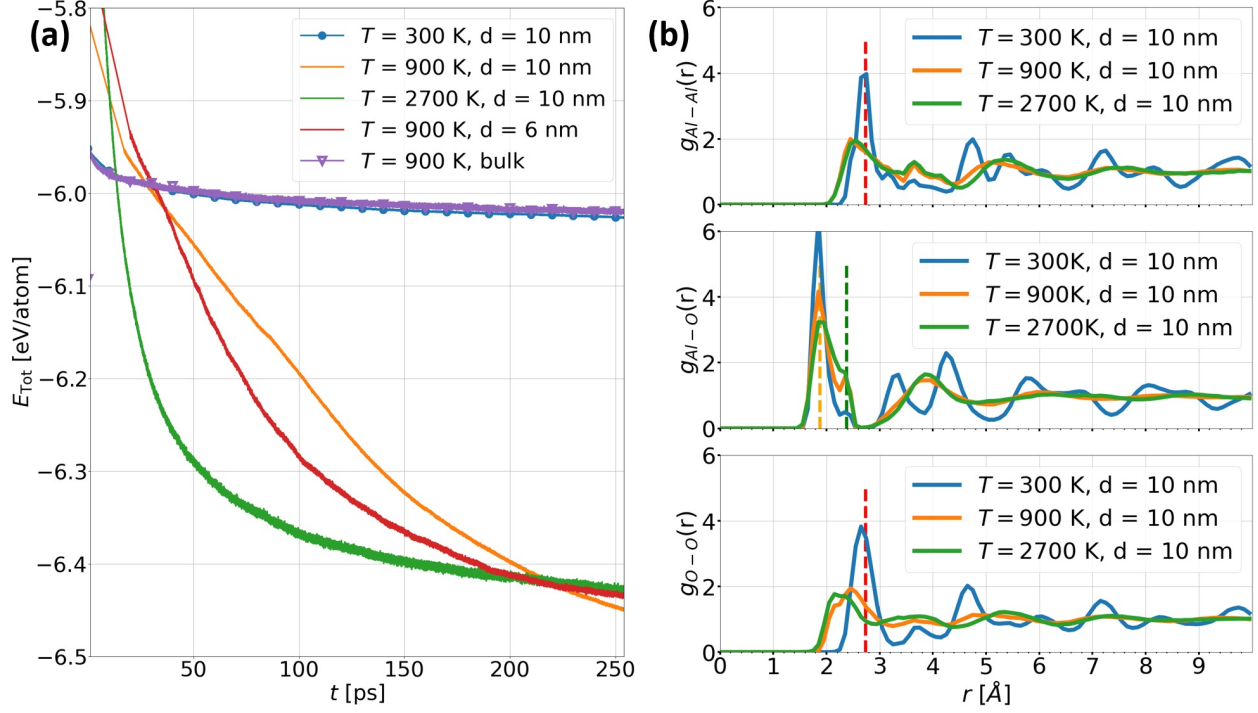 (a)
T = 300 K, d = 10 nm
T = 900 K, d = 10 nm
T = 2700 K, d = 10 nm
T = 900 K, d = 6 nm
T = 900 K, bulk
−5.8
−5.9
−6.0
−6.1
−6.2
−6.3
−6.4
−6.5
E_Tot [eV/atom]
50 100 150 200 250
t [ps]
(b)
T = 300 K, d = 10 nm
T = 900 K, d = 10 nm
T = 2700 K, d = 10 nm
6
4
2
0
g_Al−Al(r)
T = 300K, d = 10 nm
T = 900K, d = 10 nm
T = 2700K, d = 10 nm
6
4
2
0
g_Al−O(r)
T = 300 K, d = 10 nm
T = 900 K, d = 10 nm
T = 2700 K, d = 10 nm
6
4
2
0
g_O−O(r)
0 1 2 3 4 5 6 7 8 9
r [Å]